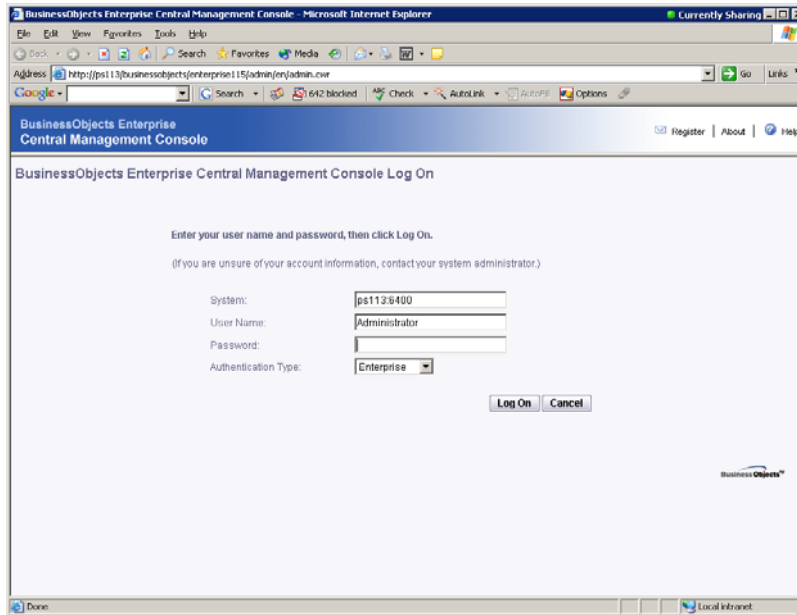 BusinessObjects Enterprise Central Management Console - Microsoft Internet Explorer
Currently Sharing
File Edit View Favorites Tools Help
Back Search Favorites Media
Address http://ps113/businessobjects/enterprise115/admin/en/admin.cwr Go Links
Google Search 642 blocked Check AutoLink AutoFill Options
BusinessObjects Enterprise
Central Management Console
Register | About | Help
BusinessObjects Enterprise Central Management Console Log On
Enter your user name and password, then click Log On.
(If you are unsure of your account information, contact your system administrator.)
System: ps113:6400
User Name: Administrator
Password:
Authentication Type: Enterprise
Log On Cancel
Business Objects
Done Local intranet